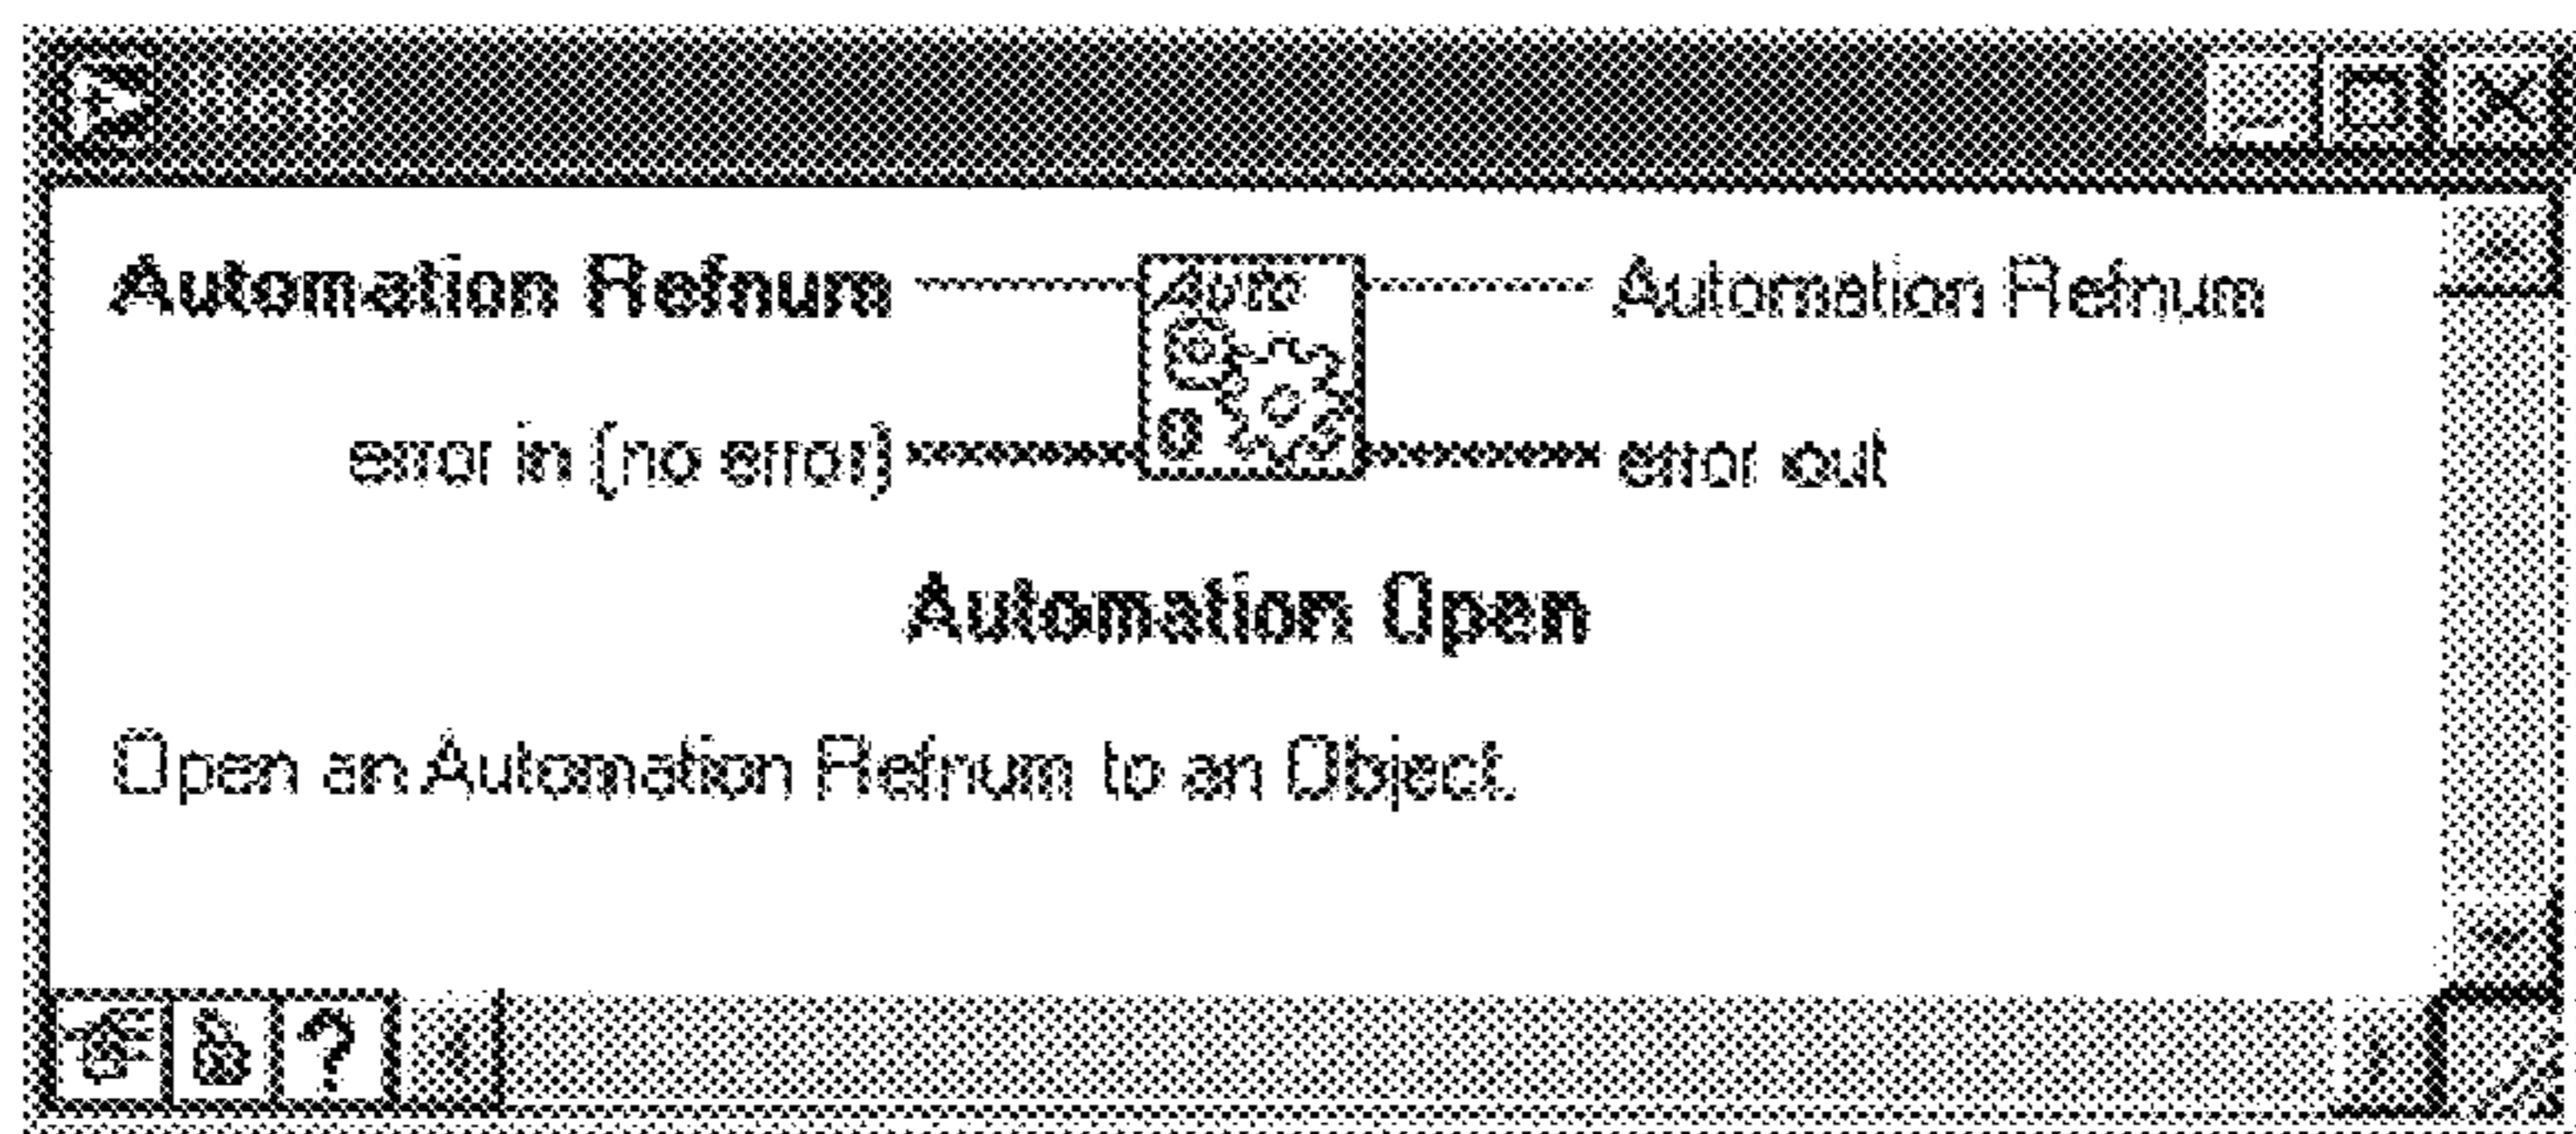 Help
Automation Refnum Auto Automation Refnum
error in (no error) error out
Automation Open
Open an Automation Refnum to an Object.
?